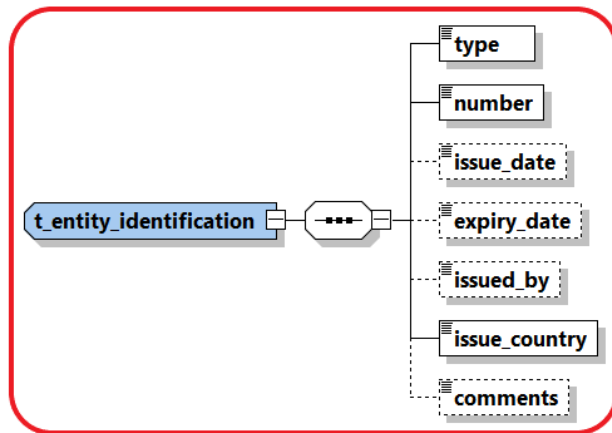 type
number
issue_date
t_entity_identification
expiry_date
issued_by
issue_country
comments